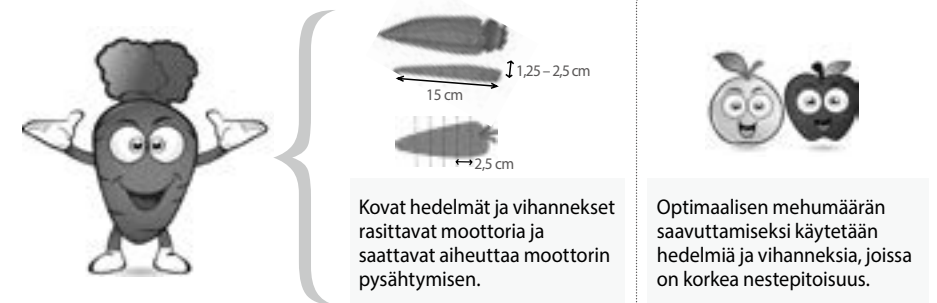 1,25 – 2,5 cm
15 cm
2,5 cm
Kovat hedelmät ja vihannekset
rasittavat moottoria ja
saattavat aiheuttaa moottorin
pysähtymisen.
Optimaalisen mehumäärän
saavuttamiseksi käytetään
hedelmiä ja vihanneksia, joissa
on korkea nestepitoisuus.